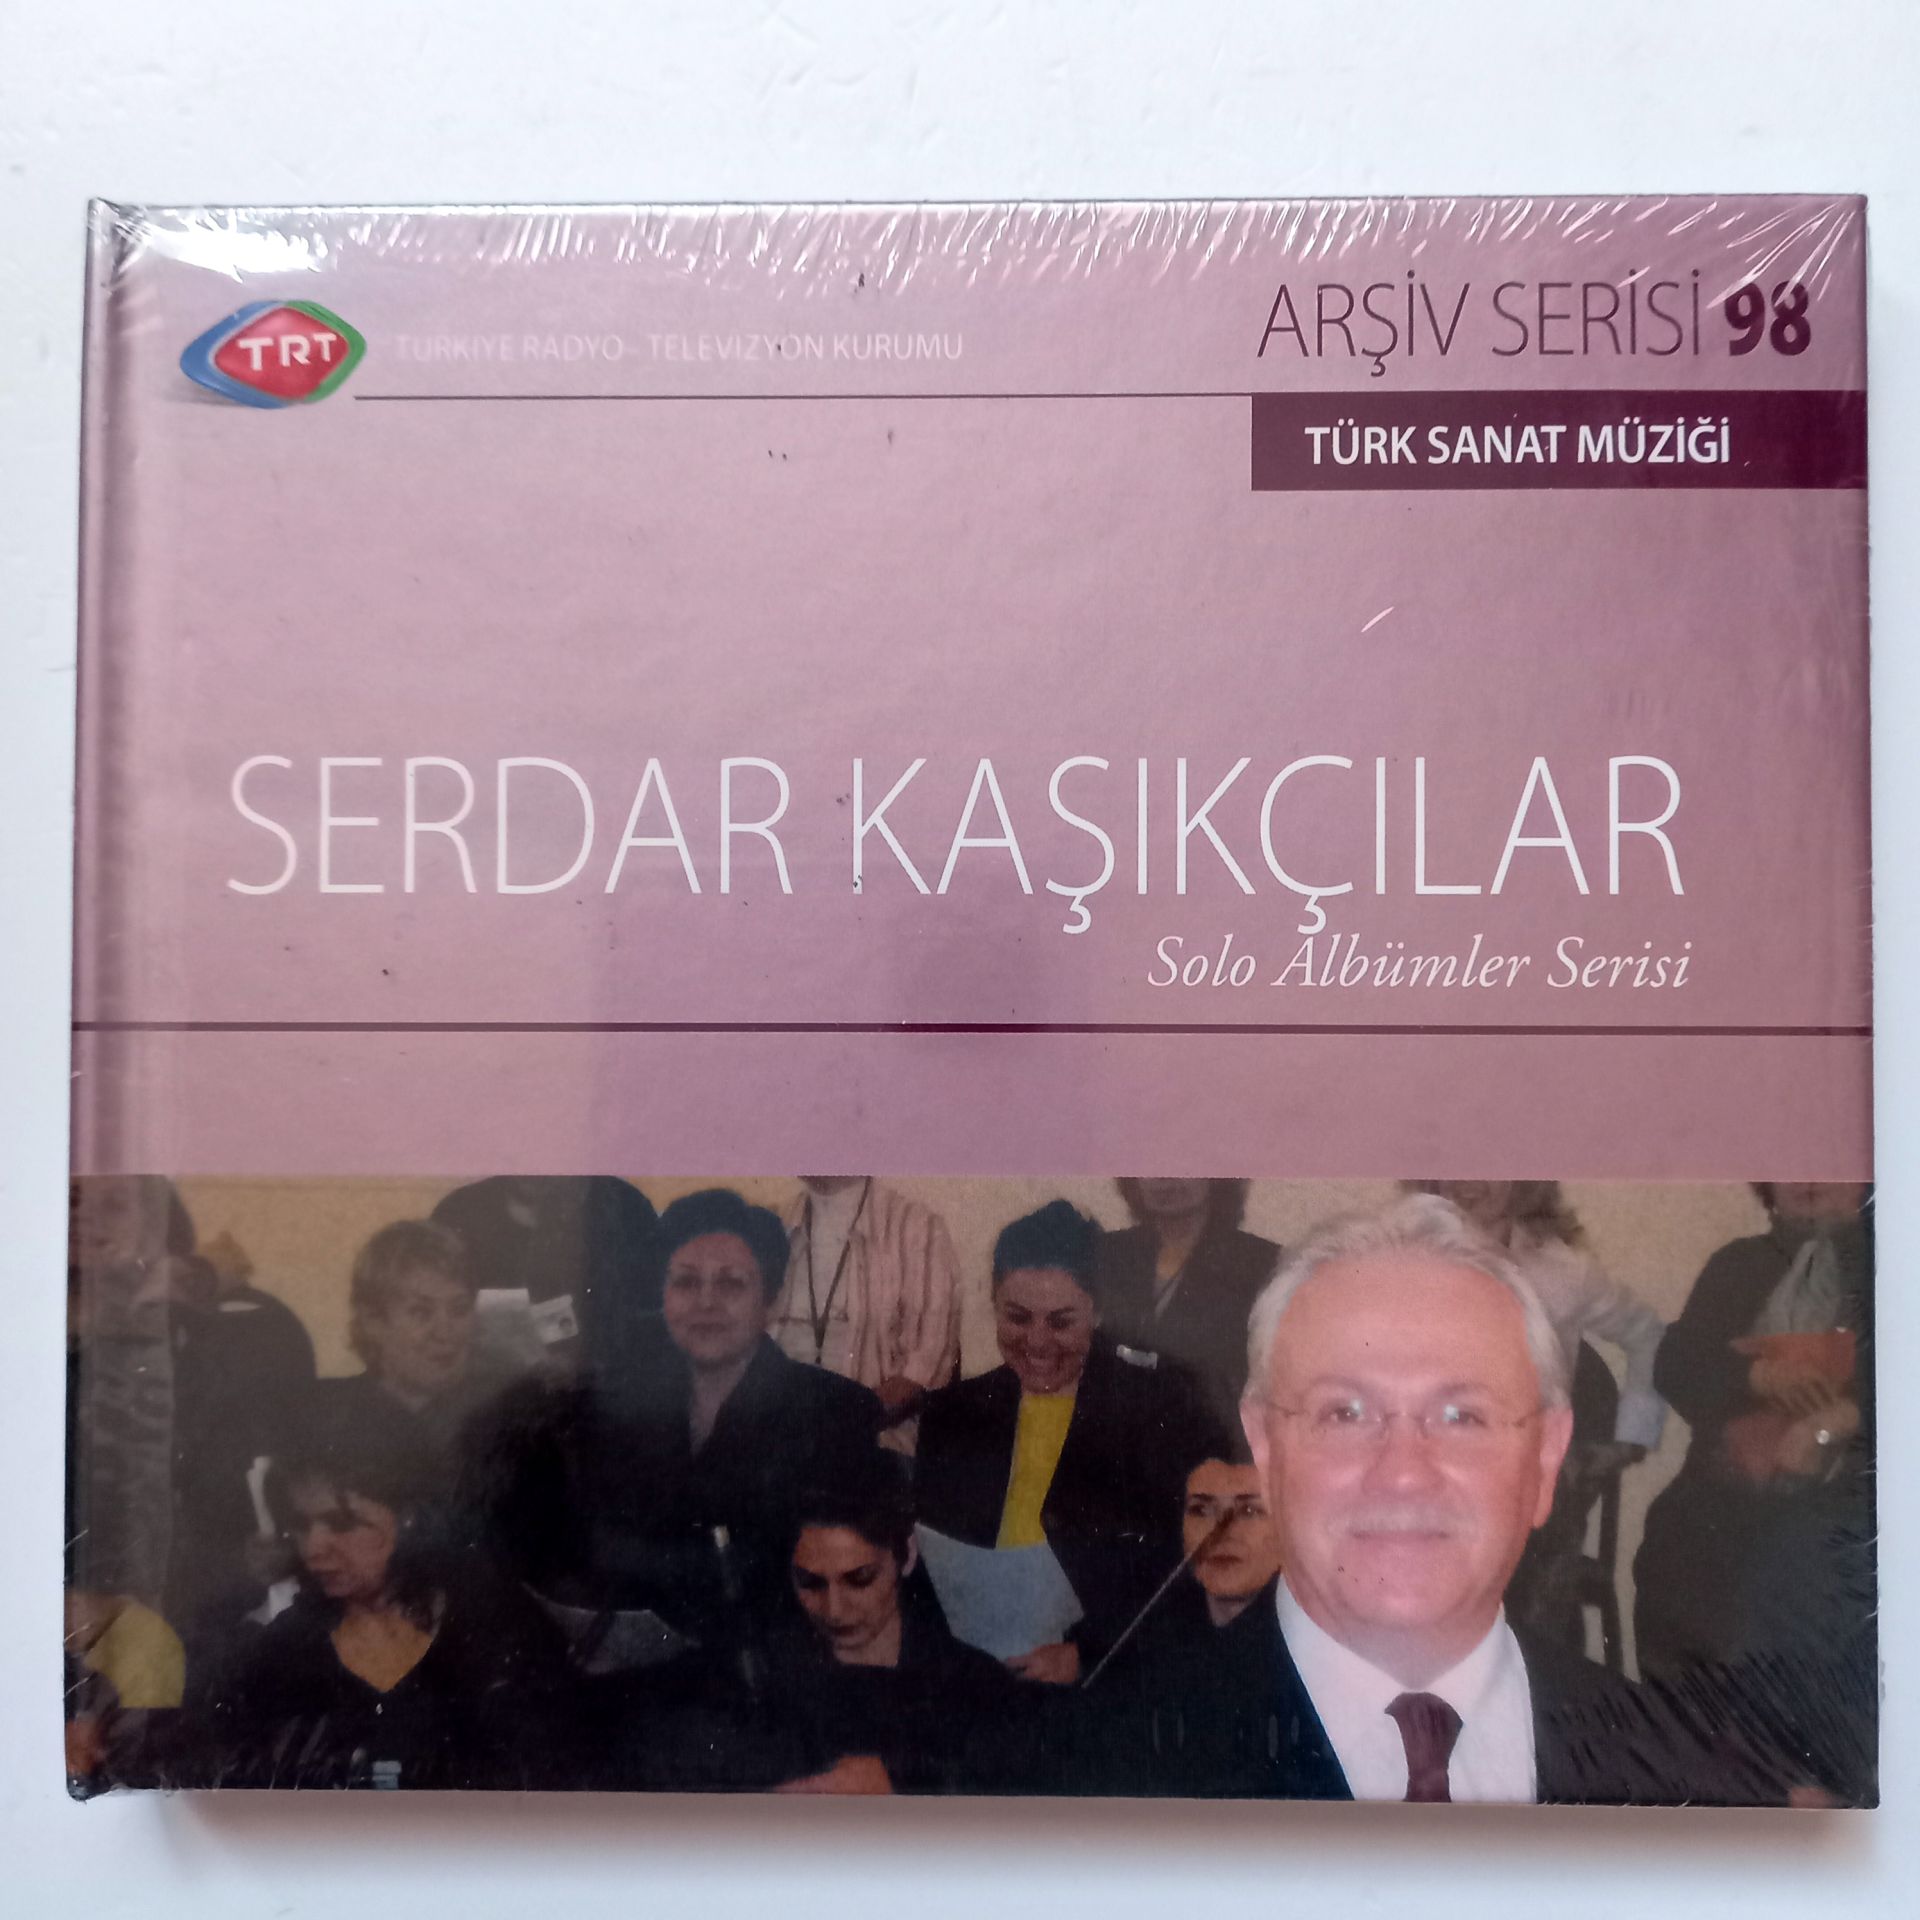 TRT
TÜRKİYE RADYO - TELEVİZYON KURUMU
ARŞİV SERİSİ 98
TÜRK SANAT MÜZİĞİ
SERDAR KAŞIKÇILAR
Solo Albümler Serisi